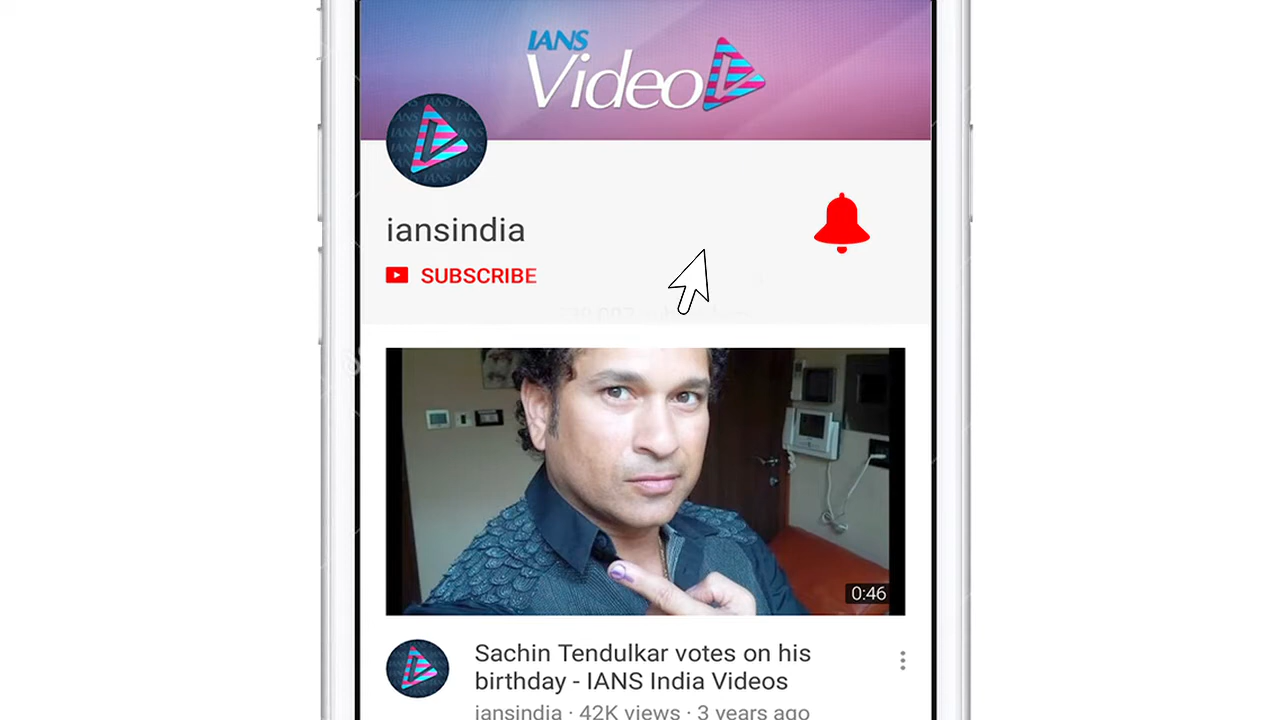 IANS
Video
iansindia
SUBSCRIBE
0:46
Sachin Tendulkar votes on his
birthday - IANS India Videos
iansindia · 42K views · 3 years ago